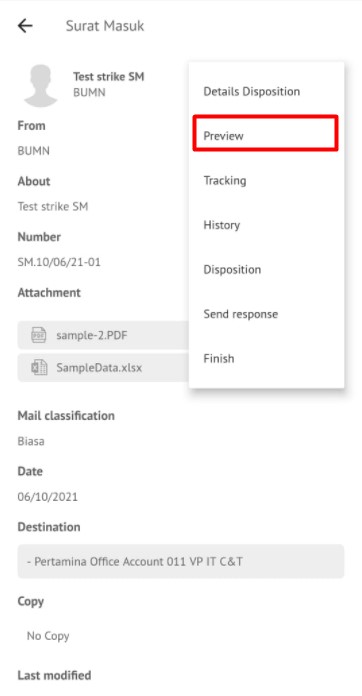 Surat Masuk
Test strike SM
BUMN
From
BUMN
About
Test strike SM
Number
SM.10/06/21-01
Attachment
PDF
sample-2.PDF
SampleData.xlsx
Details Disposition
Preview
Tracking
History
Disposition
Send response
Finish
Mail classification
Biasa
Date
06/10/2021
Destination
- Pertamina Office Account 011 VP IT C&T
Copy
No Copy
Last modified